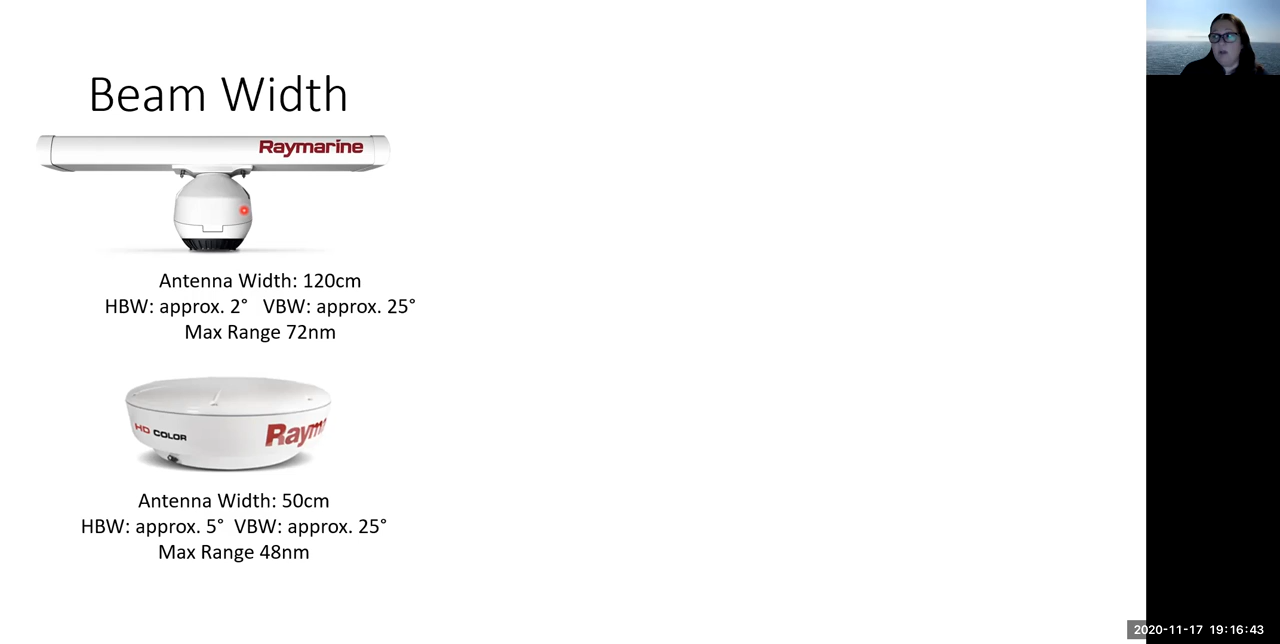 Beam Width
Raymarine
Antenna Width: 120cm
HBW: approx. 2° VBW: approx. 25°
Max Range 72nm
HD COLOR
Antenna Width: 50cm
HBW: approx. 5° VBW: approx. 25°
Max Range 48nm
2020-11-17 19:16:43